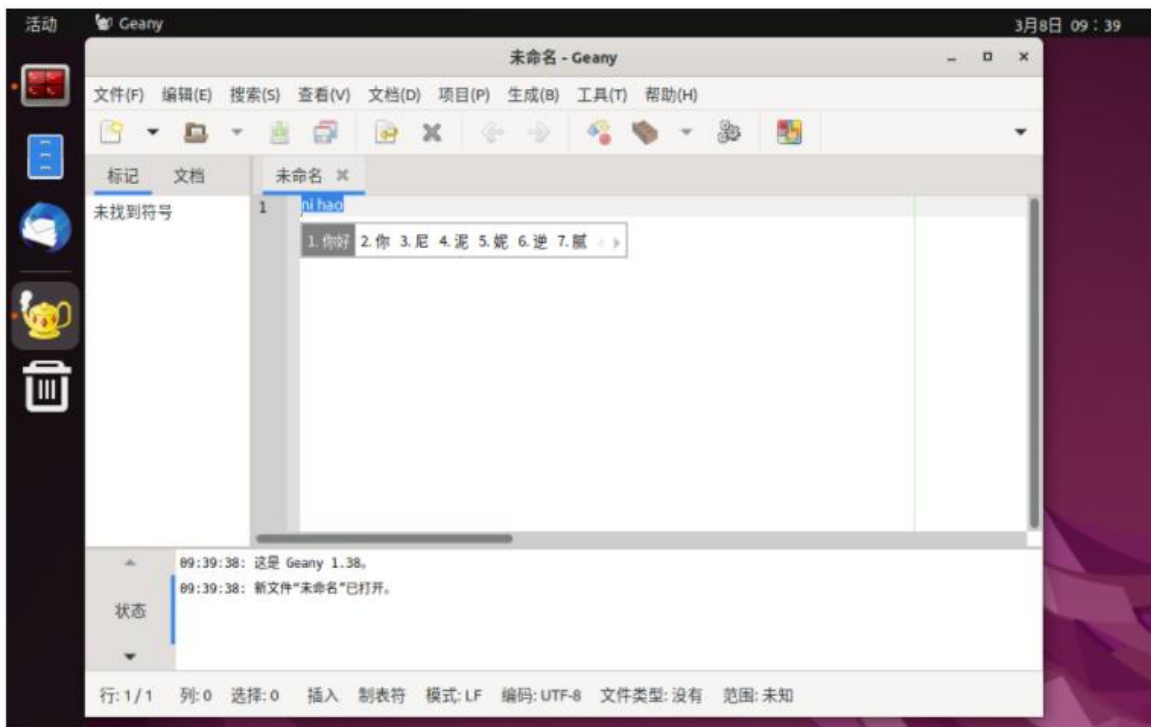 活动 Geany 3月8日 09：39
未命名 - Geany
文件(F) 编辑(E) 搜索(S) 查看(V) 文档(D) 项目(P) 生成(B) 工具(T) 帮助(H)
标记 文档 未命名
未找到符号 1 ni hao
1. 你好 2. 你 3. 尼 4. 泥 5. 妮 6. 逆 7. 腻
09:39:38: 这是 Geany 1.38。
09:39:38: 新文件“未命名”已打开。
状态
行: 1 / 1 列: 0 选择: 0 插入 制表符 模式: LF 编码: UTF-8 文件类型: 没有 范围: 未知